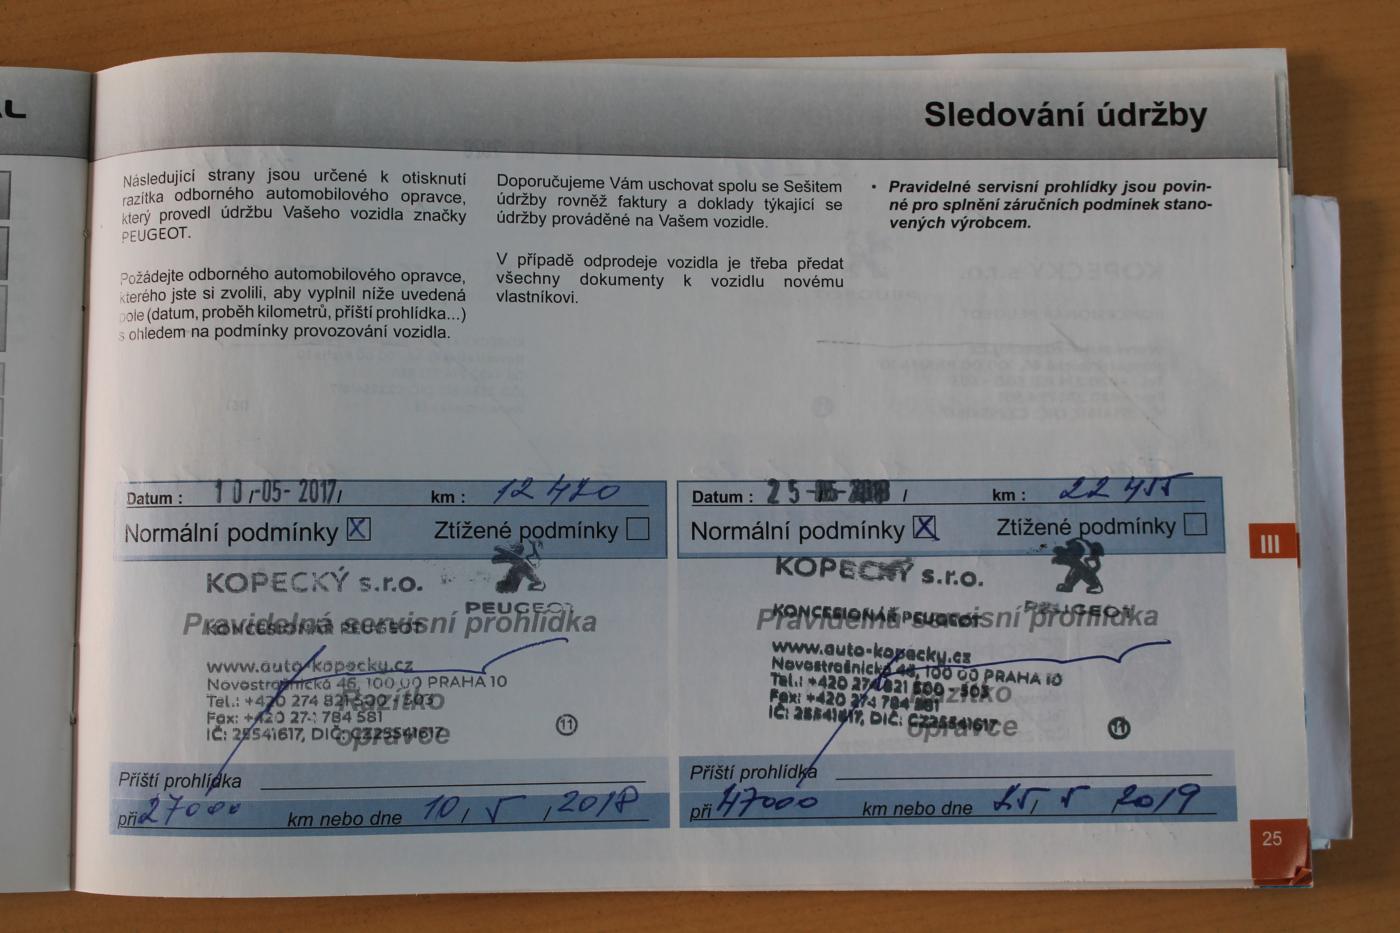 Sledování údržby
Následující strany jsou určené k otisknutí
razítka odborného automobilového opravce,
který provedl údržbu Vašeho vozidla značky
PEUGEOT.
Požádejte odborného automobilového opravce,
kterého jste si zvolili, aby vyplnil níže uvedená
pole (datum, proběh kilometrů, příští prohlídka...)
s ohledem na podmínky provozování vozidla.
Doporučujeme Vám uschovat spolu se Sešitem
údržby rovněž faktury a doklady týkající se
údržby prováděné na Vašem vozidle.
V případě odprodeje vozidla je třeba předat
všechny dokumenty k vozidlu novému
vlastníkovi.
• Pravidelné servisní prohlídky jsou povin-
né pro splnění záručních podmínek stano-
vených výrobcem.
Datum : 10 -05- 2017 km : 12 470
Normální podmínky X Ztížené podmínky
KOPECKÝ s.r.o.
PEUGEOT
Pravidelná servisní prohlídka
KONCESIONÁŘ PEUGEOT
www.auto-kopecky.cz
Novostrašnická 46, 100 00 PRAHA 10
Razítko
Tel.: +420 274 821 500 - 503
Fax: +420 274 784 581
opravce
IČ: 25541617, DIČ: CZ25541617
11
Příští prohlídka
při 27000 km nebo dne 10 / 5 / 2018
Datum : 25 km : 22 455
Normální podmínky X Ztížené podmínky
KOPECKÝ s.r.o.
PEUGEOT
Pravidelná servisní prohlídka
KONCESIONÁŘ PEUGEOT
www.auto-kopecky.cz
Novostrašnická 46, 100 00 PRAHA 10
Razítko
Tel.: +420 274 821 500 - 503
Fax: +420 274 784 581
opravce
IČ: 25541617, DIČ: CZ25541617
11
Příští prohlídka
při 47000 km nebo dne 25 / 5 2019
III
25